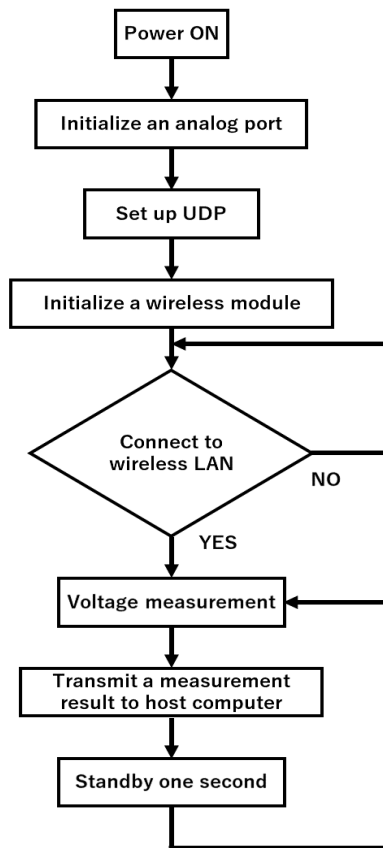 Power ON
Initialize an analog port
Set up UDP
Initialize a wireless module
Connect to
wireless LAN
NO
YES
Voltage measurement
Transmit a measurement
result to host computer
Standby one second